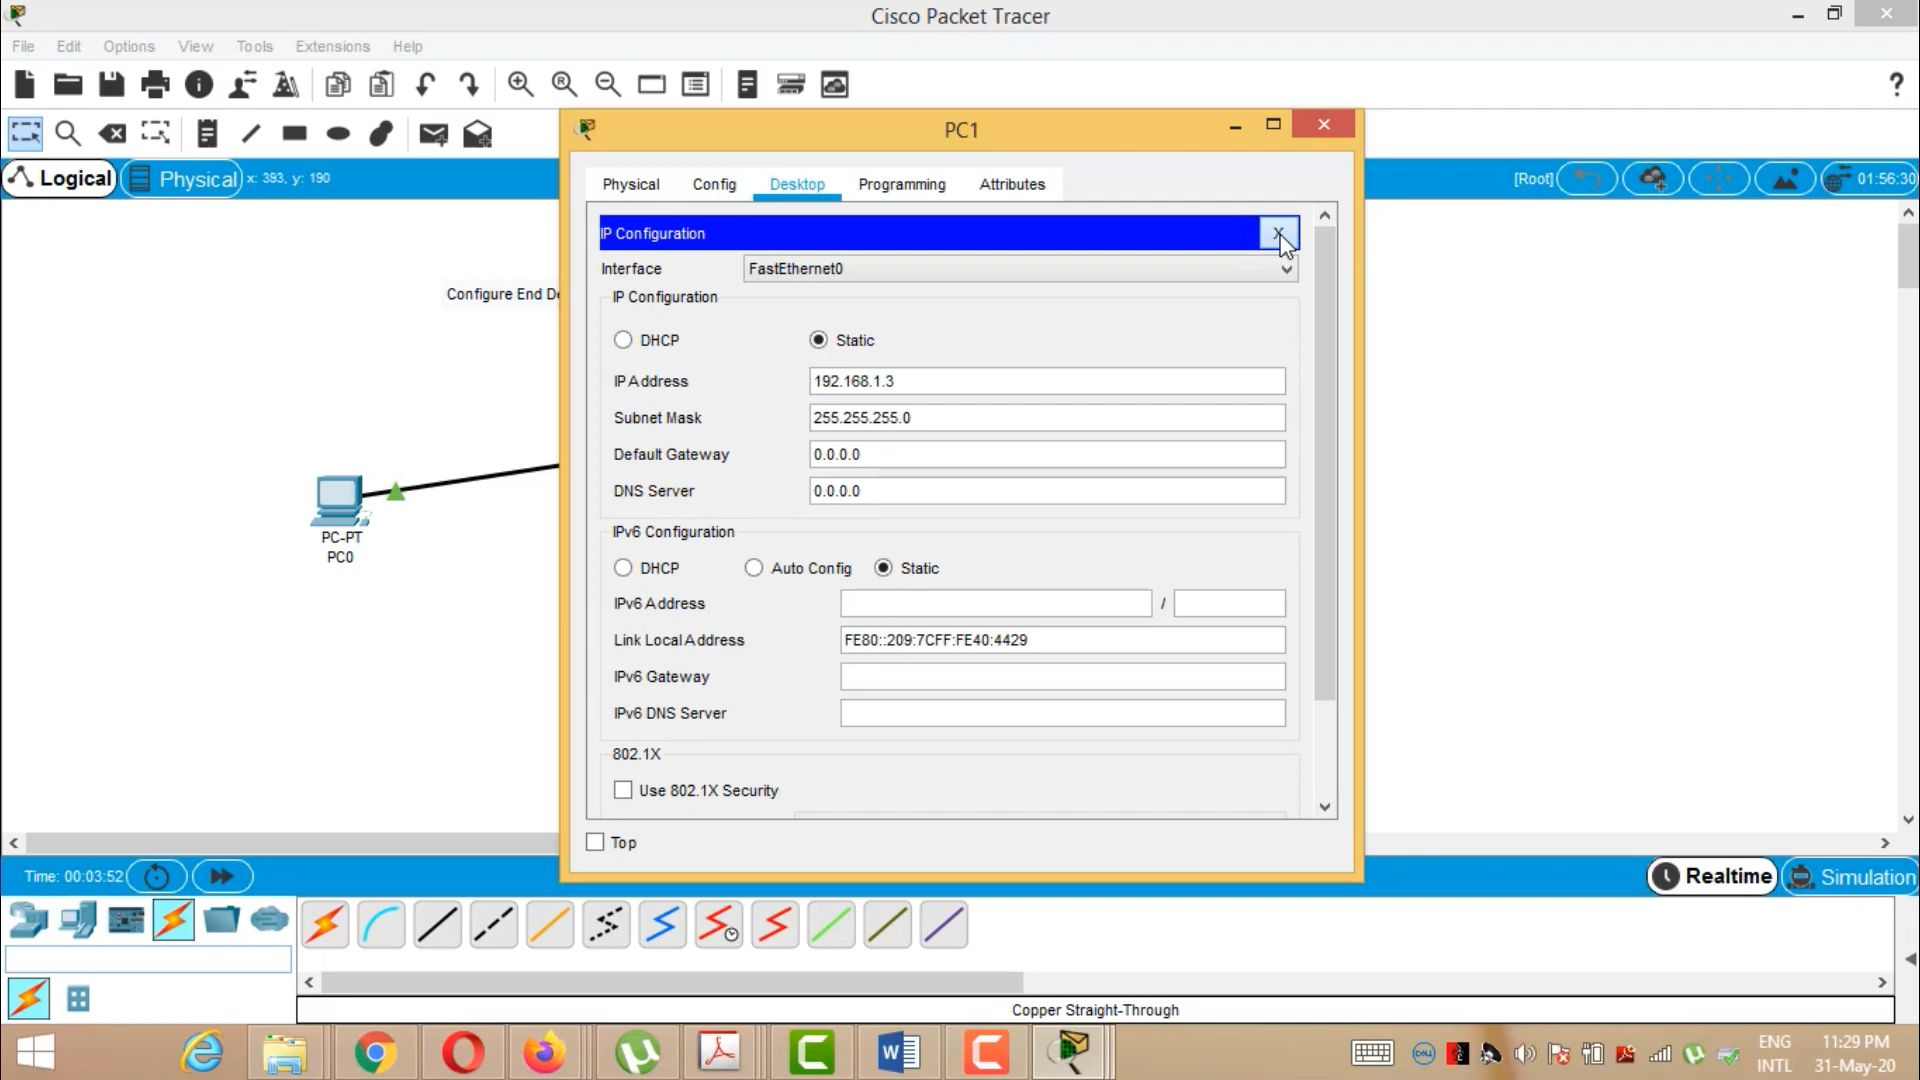 Cisco Packet Tracer
File Edit Options View Tools Extensions Help
?
PC1
Logical Physical x: 393, y: 190
[Root] 01:56:30
Physical Config Desktop Programming Attributes
IP Configuration X
Interface FastEthernet0
Configure End De
IP Configuration
DHCP Static
IP Address 192.168.1.3
Subnet Mask 255.255.255.0
Default Gateway 0.0.0.0
DNS Server 0.0.0.0
PC-PT
PC0
IPv6 Configuration
DHCP Auto Config Static
IPv6 Address /
Link Local Address FE80::209:7CFF:FE40:4429
IPv6 Gateway
IPv6 DNS Server
802.1X
Use 802.1X Security
Top
Time: 00:03:52
Realtime Simulation
Copper Straight-Through
ENG 11:29 PM
INTL 31-May-20